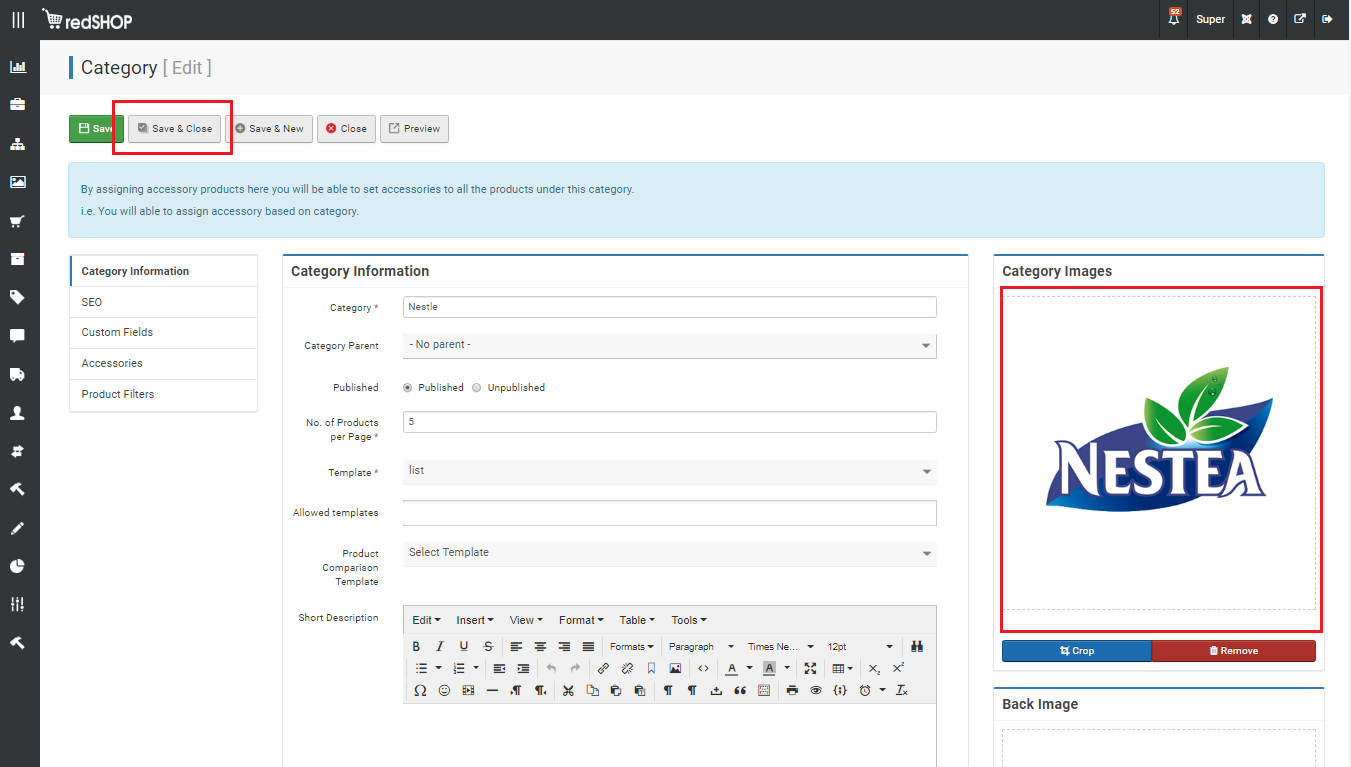 redSHOP
52
Super
Category [ Edit ]
Save
Save & Close
Save & New
Close
Preview
By assigning accessory products here you will be able to set accessories to all the products under this category.
i.e. You will able to assign accessory based on category.
Category Information
SEO
Custom Fields
Accessories
Product Filters
Category Information
Category * Nestle
Category Parent - No parent -
Published Published Unpublished
No. of Products
per Page * 5
Template * list
Allowed templates
Product
Comparison
Template
Select Template
Short Description
Edit Insert View Format Table Tools
Formats Paragraph Times Ne... 12pt
Category Images
NESTEA
Crop
Remove
Back Image